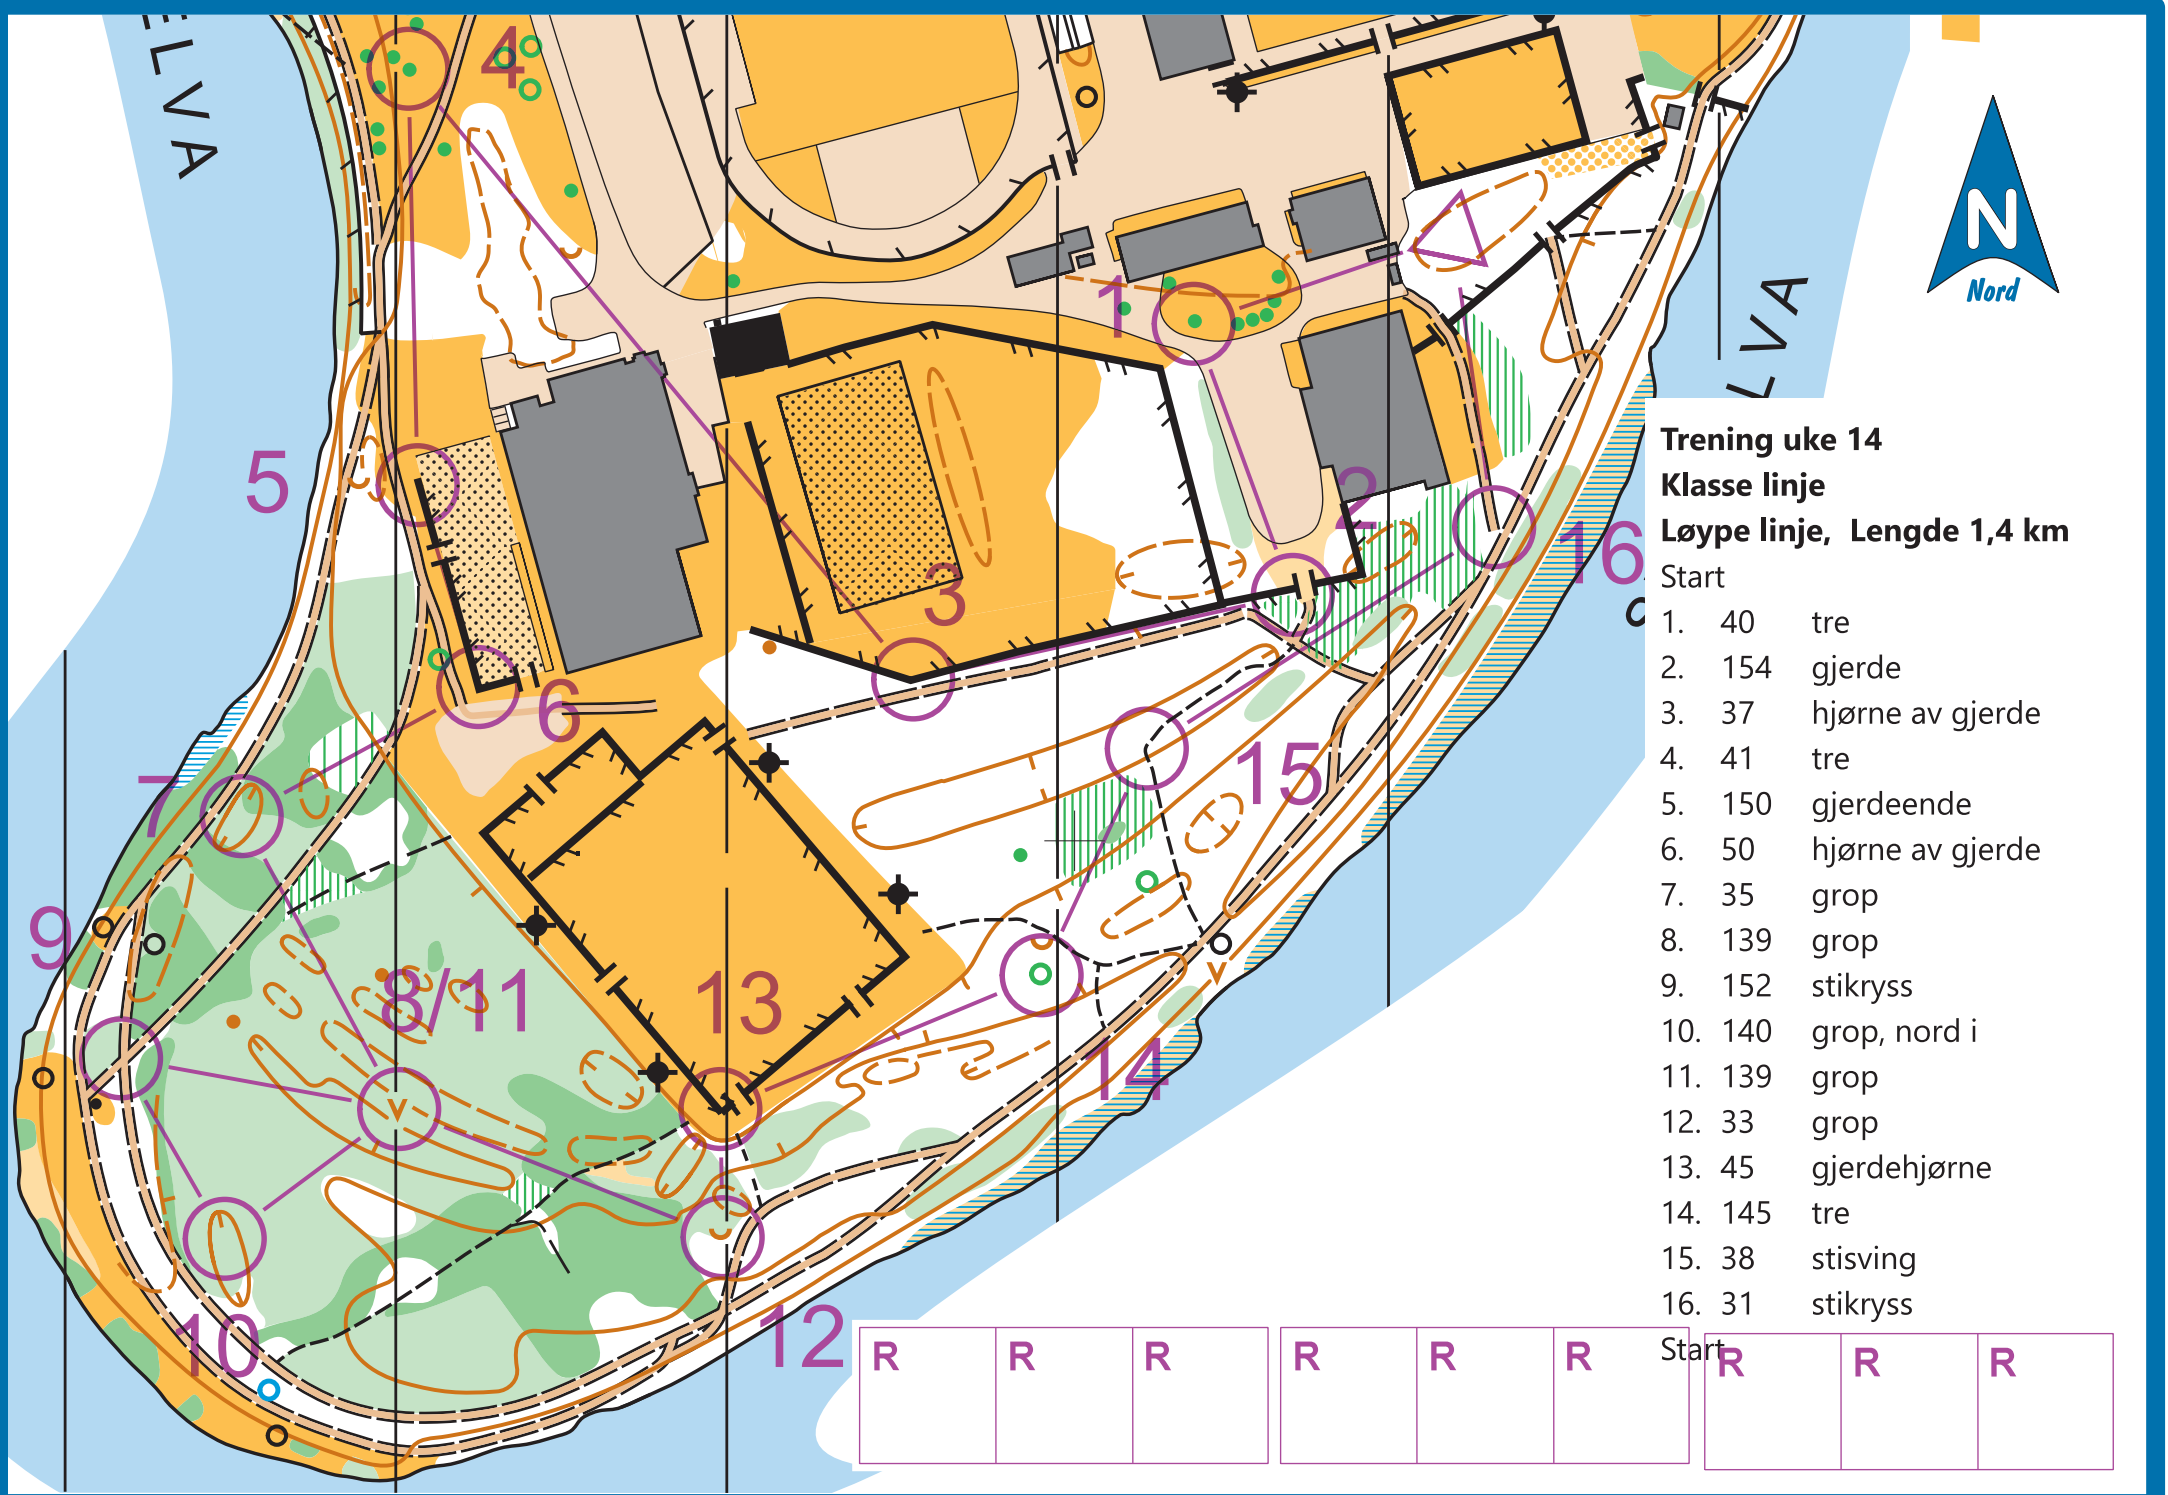 ELVA
4
N
Nord
1
LVA
5
2
16
3
6
15
7
9
8/11
13
14
10
12
Trening uke 14
Klasse linje
Løype linje, Lengde 1,4 km
Start
1. 40 tre
2. 154 gjerde
3. 37 hjørne av gjerde
4. 41 tre
5. 150 gjerdeende
6. 50 hjørne av gjerde
7. 35 grop
8. 139 grop
9. 152 stikryss
10. 140 grop, nord i
11. 139 grop
12. 33 grop
13. 45 gjerdehjørne
14. 145 tre
15. 38 stisving
16. 31 stikryss
Start
R R R R R R R R R